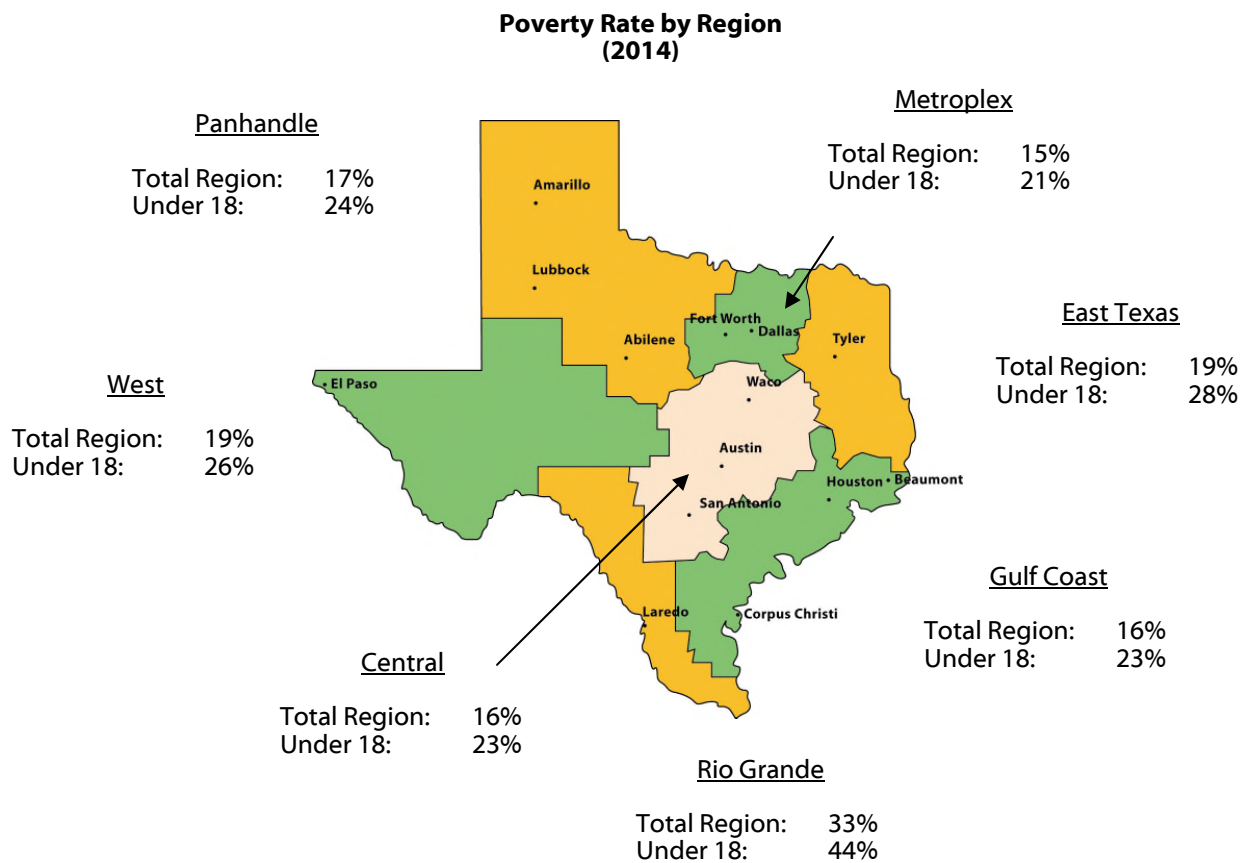 Poverty Rate by Region
(2014)
Metroplex
Total Region: 15%
Under 18: 21%
Panhandle
Total Region: 17%
Under 18: 24%
Amarillo
Lubbock
Abilene
Fort Worth
Dallas
Tyler
East Texas
Total Region: 19%
Under 18: 28%
West
Total Region: 19%
Under 18: 26%
El Paso
Waco
Austin
San Antonio
Houston
Beaumont
Gulf Coast
Total Region: 16%
Under 18: 23%
Laredo
Corpus Christi
Central
Total Region: 16%
Under 18: 23%
Rio Grande
Total Region: 33%
Under 18: 44%